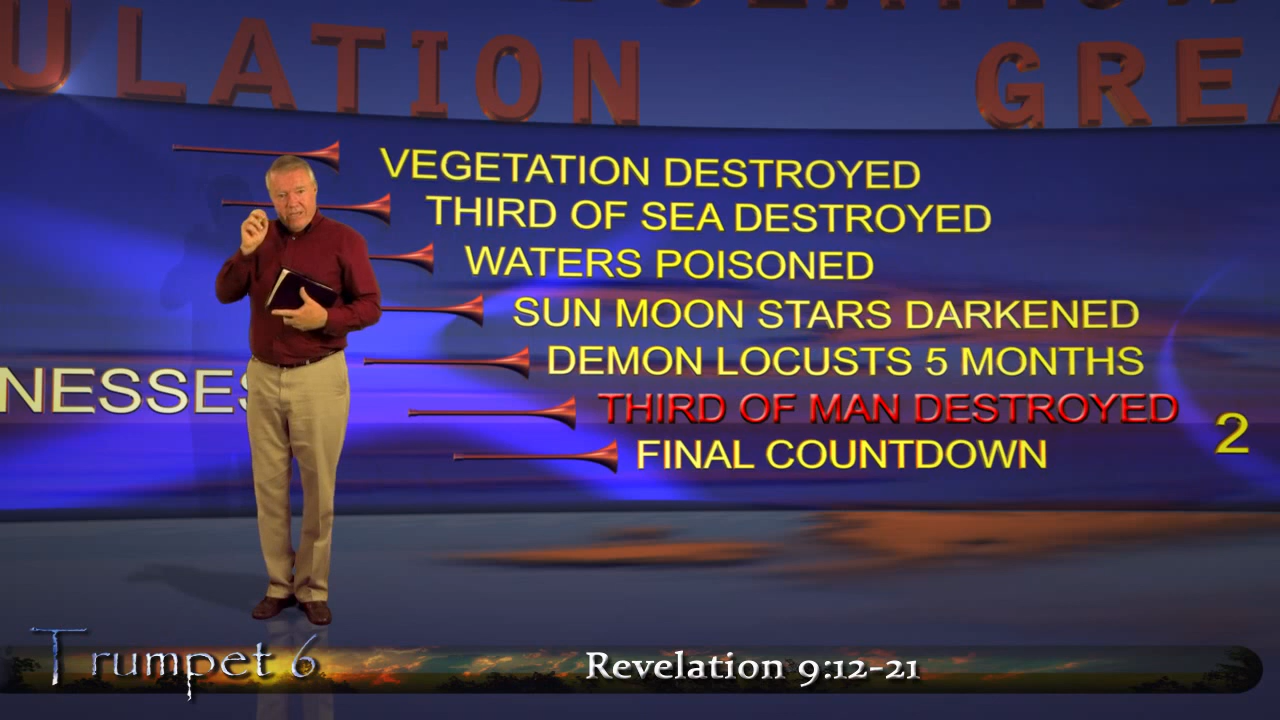 ULATION GREA
VEGETATION DESTROYED
THIRD OF SEA DESTROYED
WATERS POISONED
SUN MOON STARS DARKENED
DEMON LOCUSTS 5 MONTHS
NESSES
THIRD OF MAN DESTROYED
2
FINAL COUNTDOWN
Trumpet 6
Revelation 9:12-21